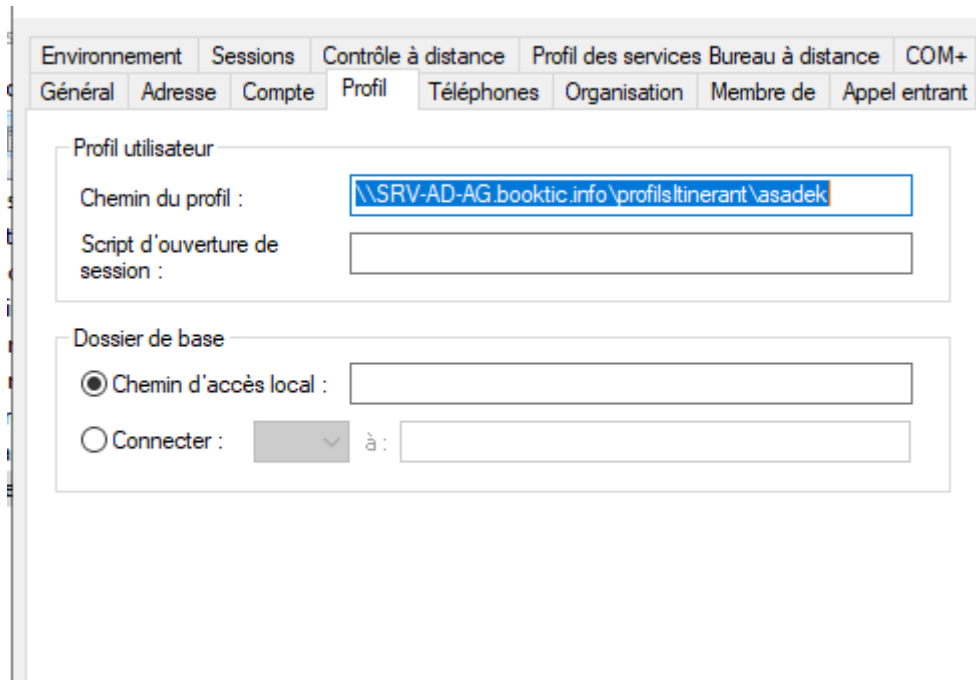 Environnement Sessions Contrôle à distance Profil des services Bureau à distance COM+
Général Adresse Compte Profil Téléphones Organisation Membre de Appel entrant
Profil utilisateur
Chemin du profil : \\SRV-AD-AG.booktic.info\profilsItinerant\asadek
Script d'ouverture de
session :
Dossier de base
Chemin d'accès local :
Connecter : à :